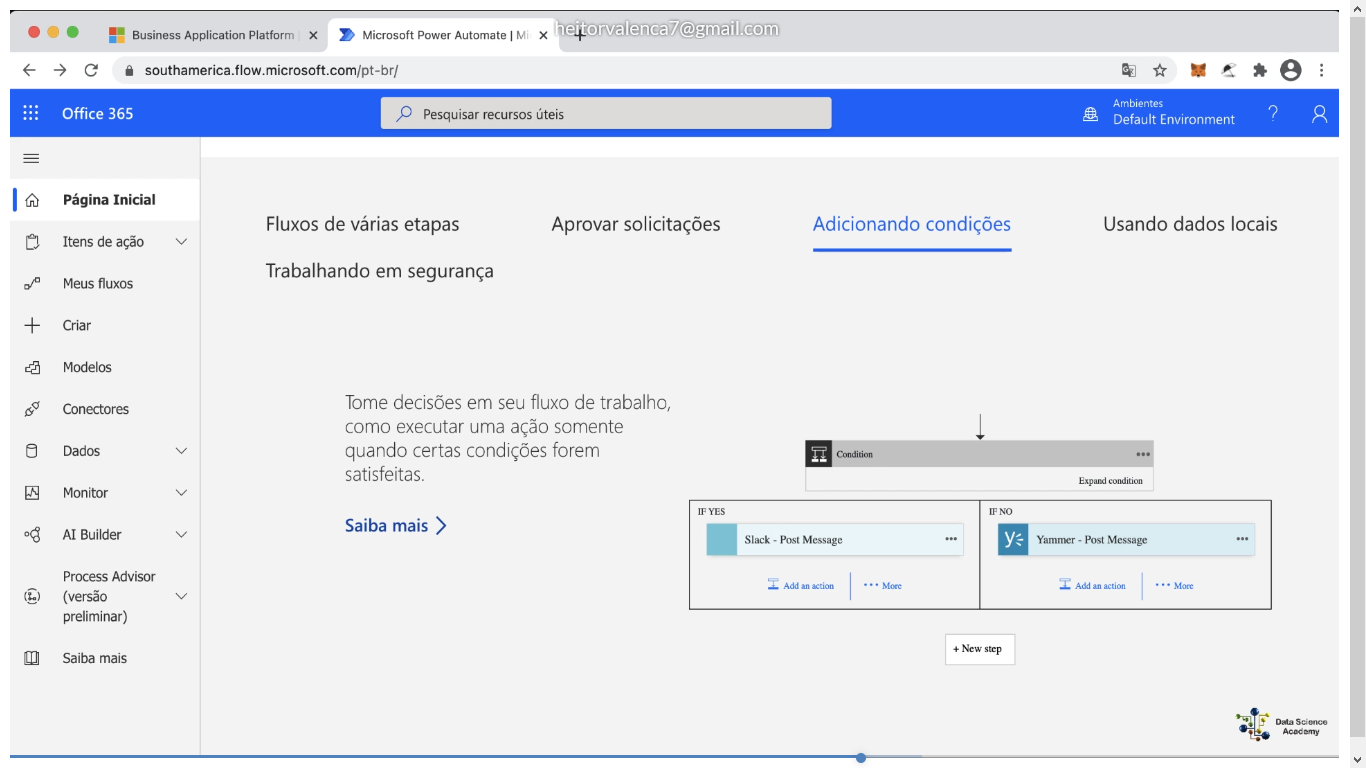 Business Application Platform
Microsoft Power Automate | Mi
heitorvalenca7@gmail.com
southamerica.flow.microsoft.com/pt-br/
Office 365
Pesquisar recursos úteis
Ambientes
Default Environment
?
Página Inicial
Itens de ação
Meus fluxos
Criar
Modelos
Conectores
Dados
Monitor
AI Builder
Process Advisor
(versão
preliminar)
Saiba mais
Fluxos de várias etapas
Aprovar solicitações
Adicionando condições
Usando dados locais
Trabalhando em segurança
Tome decisões em seu fluxo de trabalho,
como executar uma ação somente
quando certas condições forem
satisfeitas.
Saiba mais
Condition
Expand condition
IF YES
Slack - Post Message
Add an action
More
IF NO
Yammer - Post Message
Add an action
More
+ New step
Data Science
Academy